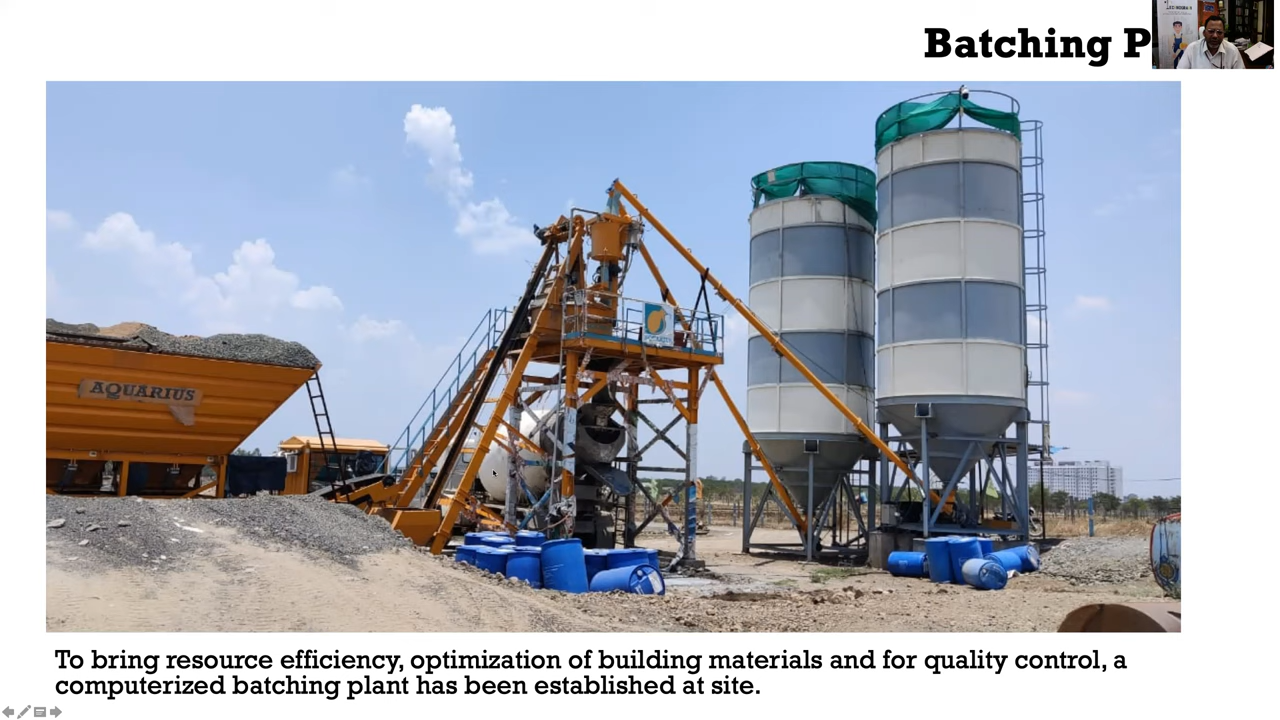 Batching P
AQUARIUS
To bring resource efficiency, optimization of building materials and for quality control, a
computerized batching plant has been established at site.